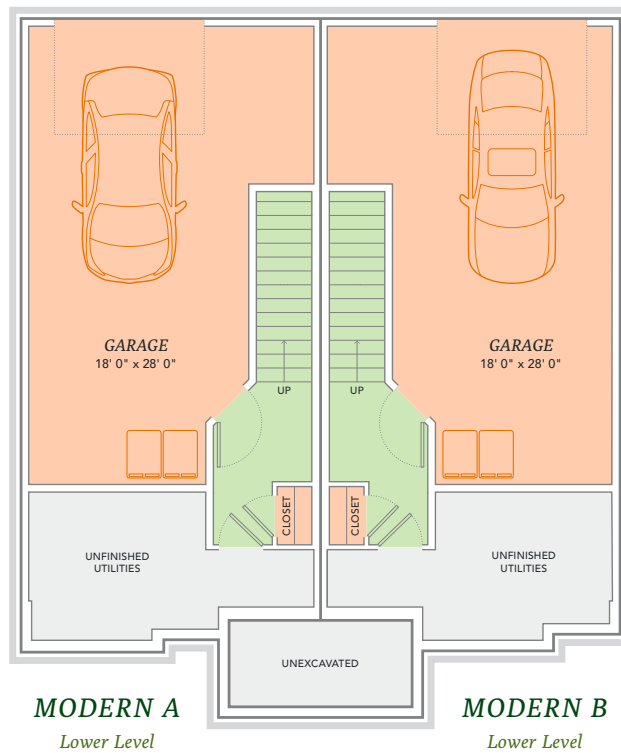 GARAGE
18' 0" x 28' 0"
UP
CLOSET
UNFINISHED
UTILITIES
GARAGE
18' 0" x 28' 0"
UP
CLOSET
UNFINISHED
UTILITIES
UNEXCAVATED
MODERN A
Lower Level
MODERN B
Lower Level